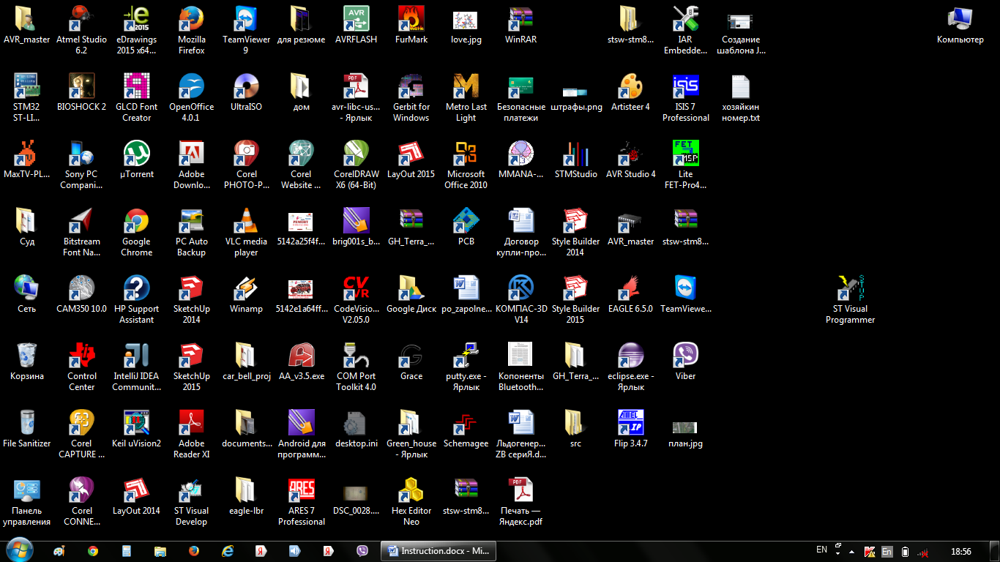 AVR_master
Atmel Studio
6.2
eDrawings
2015 x64...
Mozilla
Firefox
TeamViewer
9
для резюме
AVRFLASH
FurMark
love.jpg
WinRAR
stsw-stm8...
IAR
Embedde...
Создание
шаблона J...
Компьютер
STM32
ST-LI...
BIOSHOCK 2
GLCD Font
Creator
OpenOffice
4.0.1
UltraISO
дом
avr-libc-us...
- Ярлык
Gerbit for
Windows
Metro Last
Light
Безопасные
платежи
штрафы.png
Artisteer 4
ISIS 7
Professional
хозяйкин
номер.txt
MaxTV-PL...
Sony PC
Compani...
µTorrent
Adobe
Downlo...
Corel
PHOTO-P...
Corel
Website ...
CorelDRAW
X6 (64-Bit)
LayOut 2015
Microsoft
Office 2010
MMANA-...
STMStudio
AVR Studio 4
Lite
FET-Pro4...
Суд
Bitstream
Font Na...
Google
Chrome
PC Auto
Backup
VLC media
player
5142a25f4f...
brig001s_b...
GH_Terra_...
PCB
Договор
купли-про...
Style Builder
2014
AVR_master
stsw-stm8...
Сеть
CAM350 10.0
HP Support
Assistant
SketchUp
2014
Winamp
5142e1a64ff...
CodeVisio...
V2.05.0
Google Диск
po_zapolne...
КОМПАС-3D
V14
Style Builder
2015
EAGLE 6.5.0
TeamViewe...
ST Visual
Programmer
Корзина
Control
Center
IntelliJ IDEA
Communit...
SketchUp
2015
car_bell_proj
AA_v3.5.exe
COM Port
Toolkit 4.0
Grace
putty.exe -
Ярлык
Копоненты
Bluetooth...
GH_Terra_...
eclipse.exe -
Ярлык
Viber
File Sanitizer
Corel
CAPTURE ...
Keil uVision2
Adobe
Reader XI
documents...
Android для
программ...
desktop.ini
Green_house
- Ярлык
Schemagee
Льдогенер...
ZB сериЯ.d...
src
Flip 3.4.7
план.jpg
Панель
управления
Corel
CONNE...
LayOut 2014
ST Visual
Develop
eagle-lbr
ARES 7
Professional
DSC_0028....
Hex Editor
Neo
stsw-stm8...
Печать —
Яндекс.pdf
Instruction.docx - Mi...
EN
En
18:56